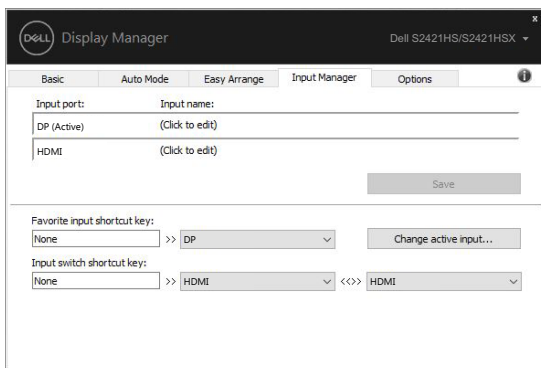 x
DELL Display Manager Dell S2421HS/S2421HSX
Basic Auto Mode Easy Arrange Input Manager Options i
Input port: Input name:
DP (Active) (Click to edit)
HDMI (Click to edit)
Save
Favorite input shortcut key:
None >> DP Change active input...
Input switch shortcut key:
None >> HDMI <<>> HDMI